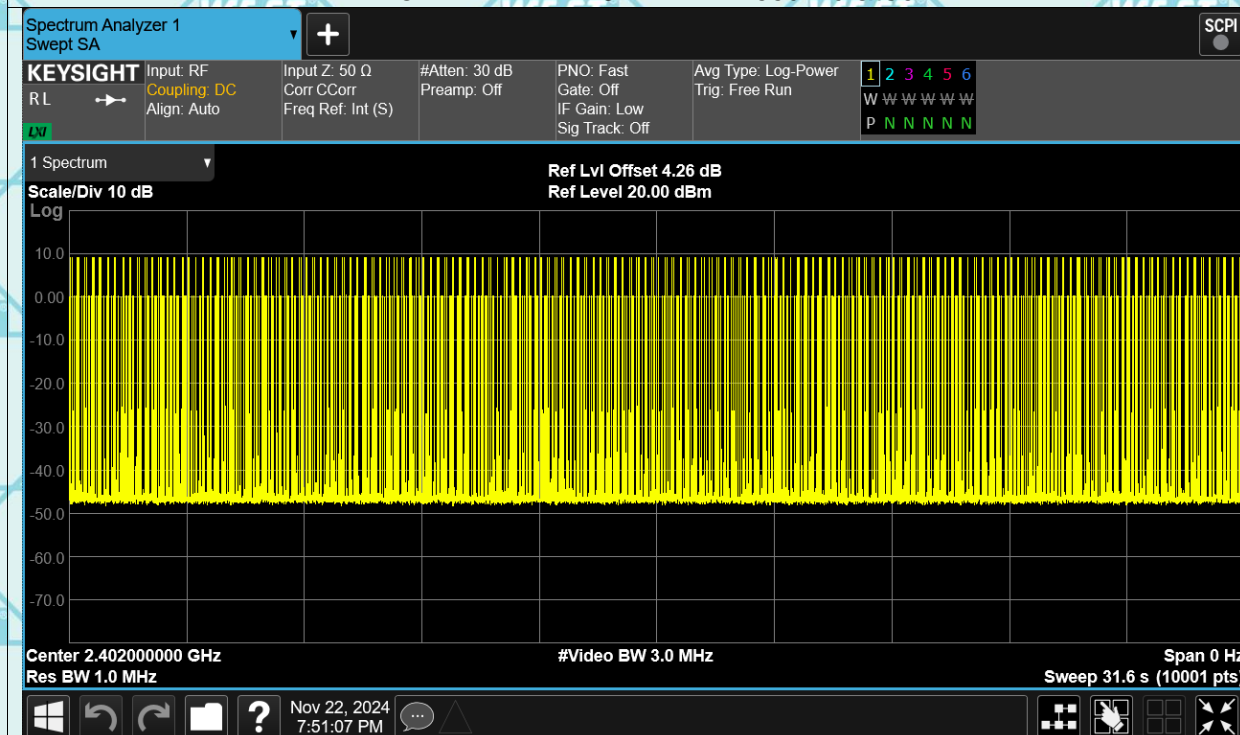 Spectrum Analyzer 1
Swept SA
+
SCPI
KEYSIGHT
R L
LXI
Input: RF
Coupling: DC
Align: Auto
Input Z: 50 Ω
Corr CCorr
Freq Ref: Int (S)
#Atten: 30 dB
Preamp: Off
PNO: Fast
Gate: Off
IF Gain: Low
Sig Track: Off
Avg Type: Log-Power
Trig: Free Run
1 2 3 4 5 6
W W W W W W
P N N N N N
1 Spectrum
Scale/Div 10 dB
Ref Lvl Offset 4.26 dB
Ref Level 20.00 dBm
Log
10.0
0.00
-10.0
-20.0
-30.0
-40.0
-50.0
-60.0
-70.0
Center 2.402000000 GHz
#Video BW 3.0 MHz
Span 0 Hz
Res BW 1.0 MHz
Sweep 31.6 s (10001 pts)
?
Nov 22, 2024
7:51:07 PM